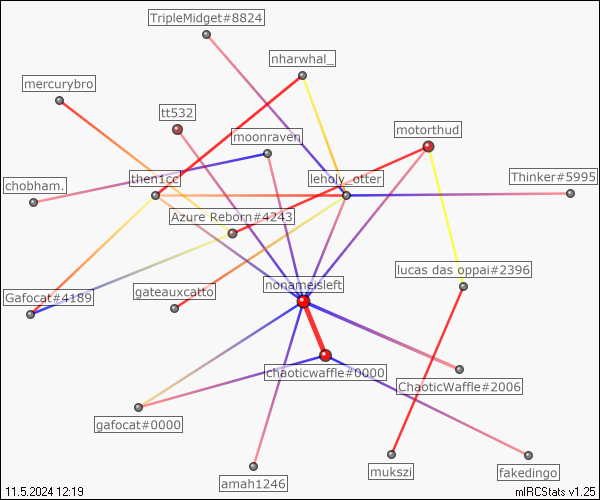 TripleMidget#8824
nharwhal_
mercurybro
tt532
motorthud
moonraven
then1cc
leholy_otter
Thinker#5995
chobham.
Azure Reborn#4243
lucas das oppai#2396
nonameisleft
Gafocat#4189
gateauxcatto
chaoticwaffle#0000
ChaoticWaffle#2006
gafocat#0000
mukszi
fakedingo
amah1246
11.5.2024 12:19
mIRCStats v1.25